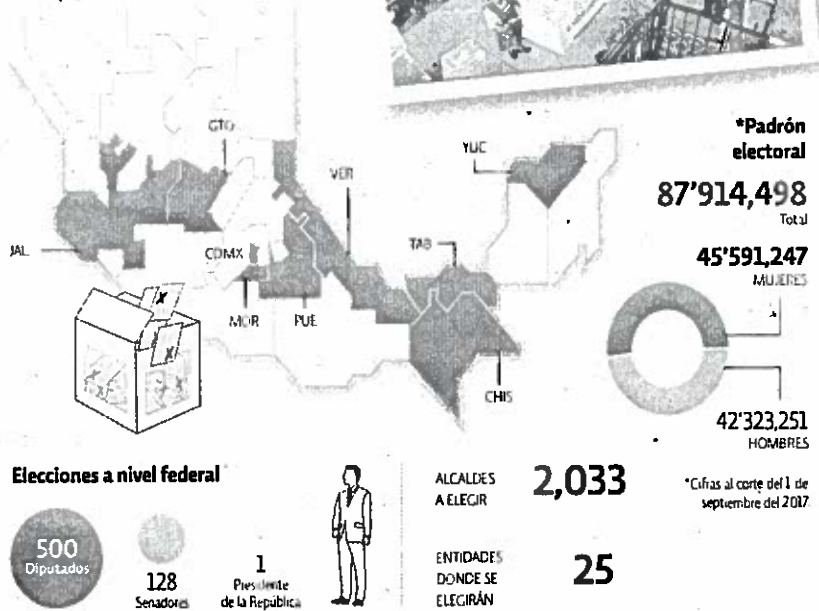 GTO
YUC
VER
JAL
CDMX
TAB
MOR
PUE
CHIS
*Padrón
electoral
87'914,498
Total
45'591,247
MUJERES
42'323,251
HOMBRES
*Cifras al corte del 1 de
septiembre del 2017
Elecciones a nivel federal
500
Diputados
128
Senadores
1
Presidente
de la República
ALCALDES
A ELEGIR
2,033
ENTIDADES
DONDE SE
ELEGIRÁN
25